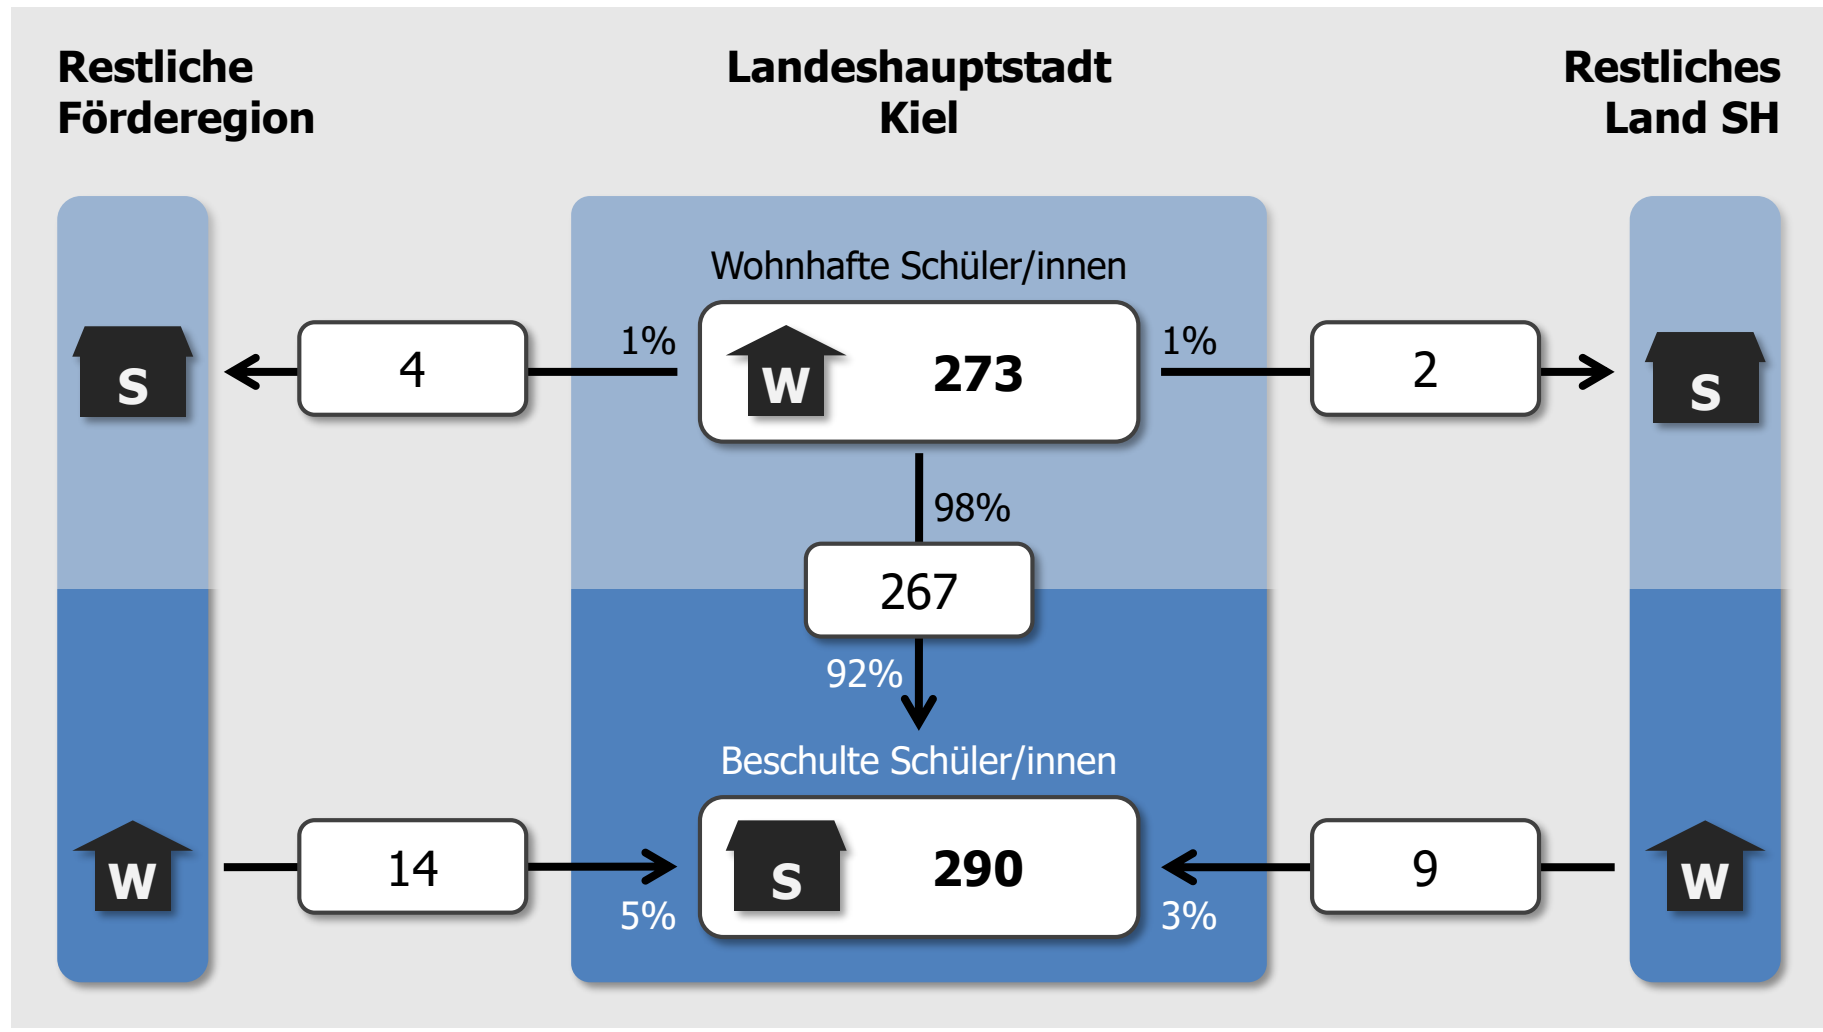 Restliche
Förderegion
Landeshauptstadt
Kiel
Restliches
Land SH
Wohnhafte Schüler/innen
S
4
1%
W
273
1%
2
S
98%
267
92%
Beschulte Schüler/innen
W
14
5%
S
290
3%
9
W